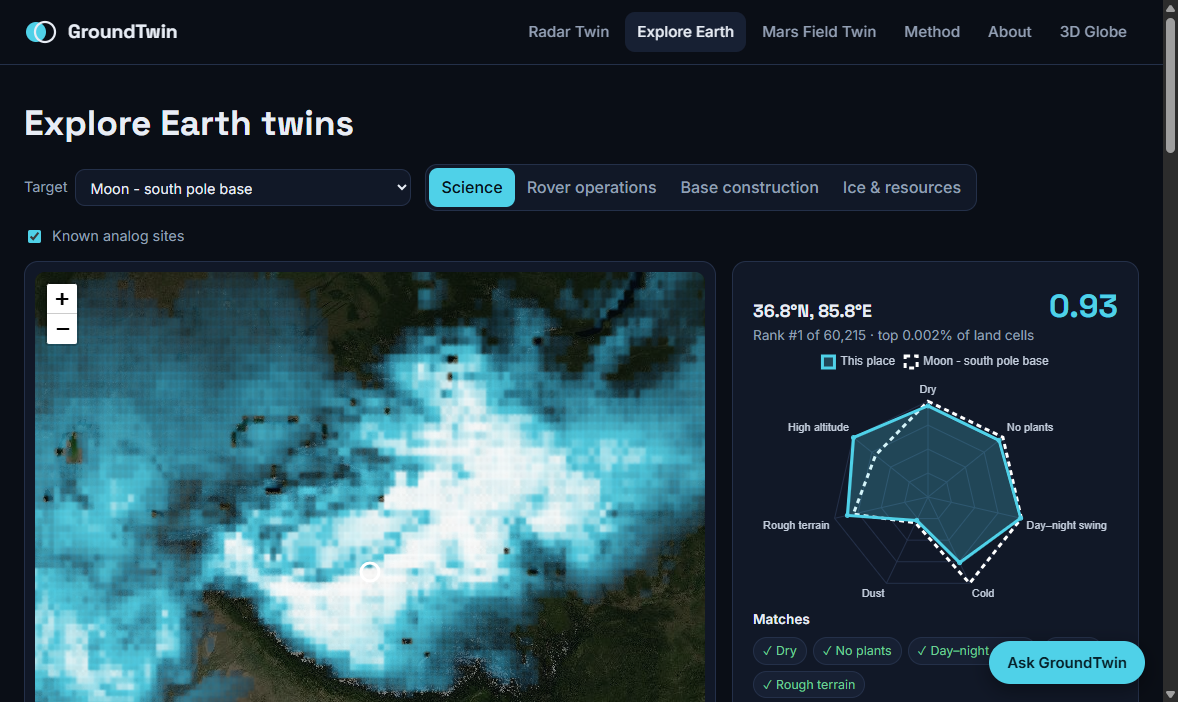 GroundTwin
Radar Twin
Explore Earth
Mars Field Twin
Method
About
3D Globe
Explore Earth twins
Target
Moon - south pole base
Science
Rover operations
Base construction
Ice & resources
Known analog sites
+
−
36.8°N, 85.8°E
0.93
Rank #1 of 60,215 · top 0.002% of land cells
This place
Moon - south pole base
Dry
High altitude
No plants
Rough terrain
Day–night swing
Dust
Cold
Matches
✓ Dry
✓ No plants
✓ Day–night
✓ Rough terrain
Ask GroundTwin